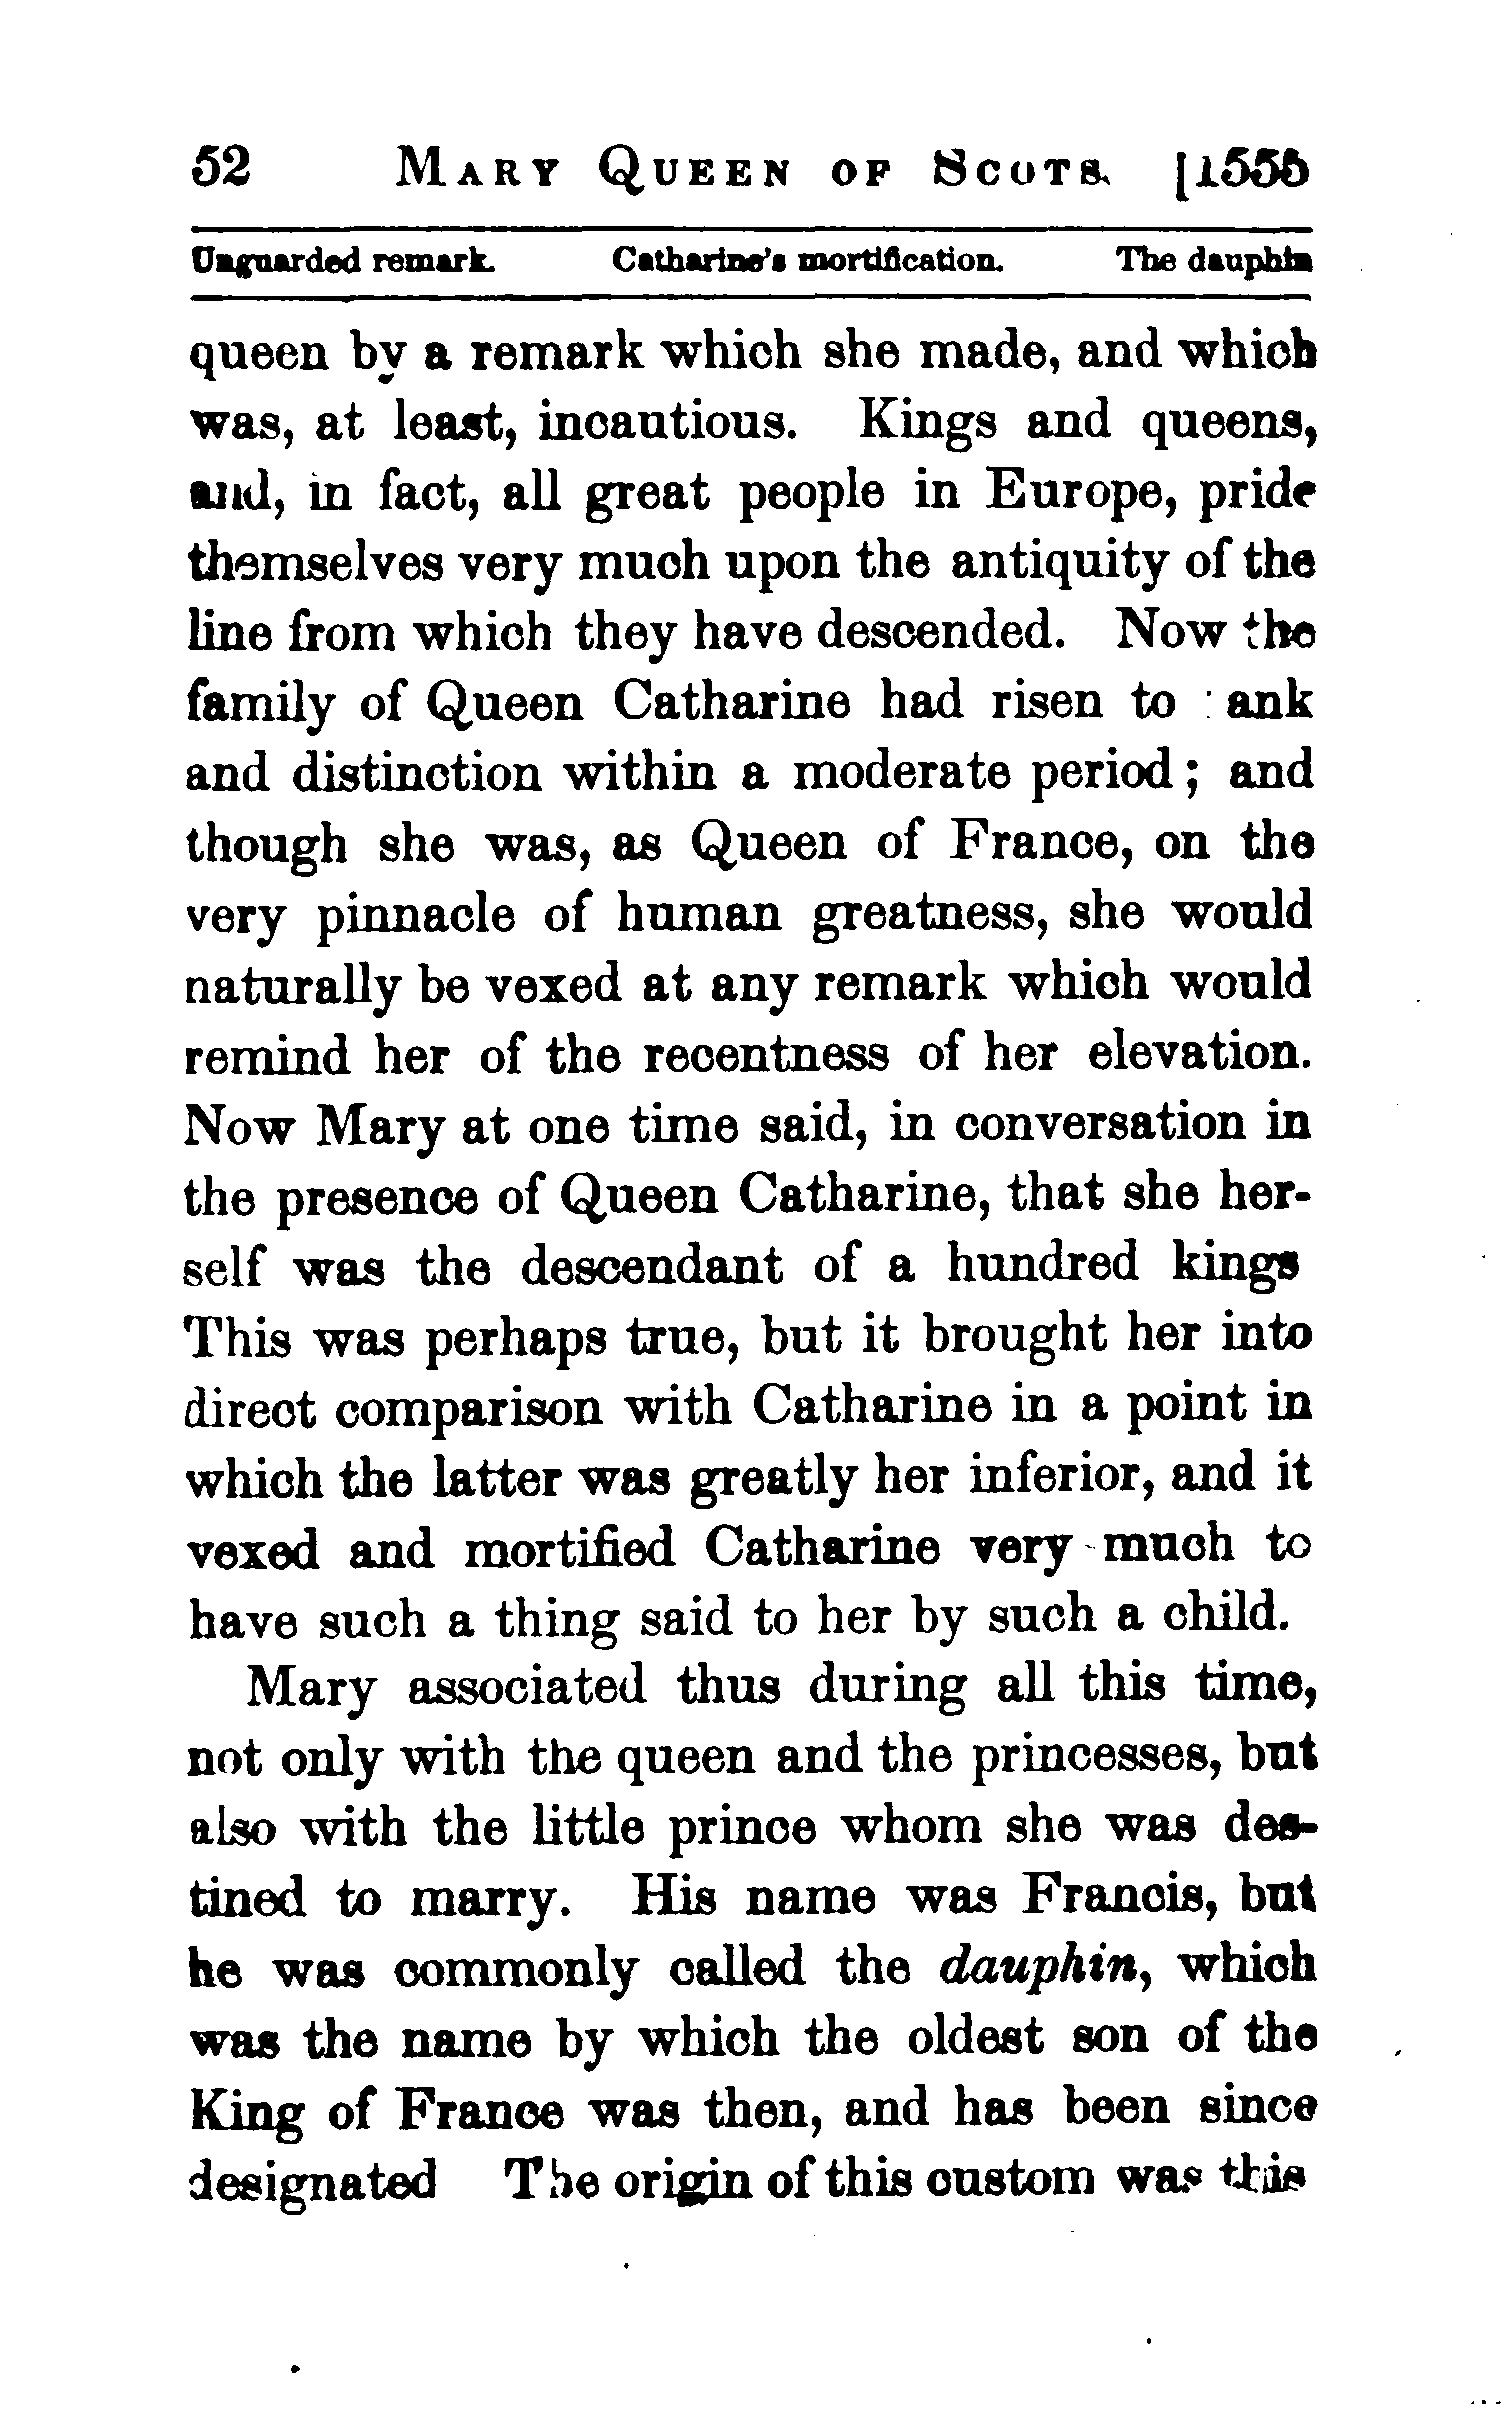 52 MARY QUEEN OF SCOTS. [1555
Unguarded remark. Catharine's mortification. The dauphin
queen by a remark which she made, and which
was, at least, incautious. Kings and queens,
and, in fact, all great people in Europe, pride
themselves very much upon the antiquity of the
line from which they have descended. Now the
family of Queen Catharine had risen to rank
and distinction within a moderate period; and
though she was, as Queen of France, on the
very pinnacle of human greatness, she would
naturally be vexed at any remark which would
remind her of the recentness of her elevation.
Now Mary at one time said, in conversation in
the presence of Queen Catharine, that she her-
self was the descendant of a hundred kings
This was perhaps true, but it brought her into
direct comparison with Catharine in a point in
which the latter was greatly her inferior, and it
vexed and mortified Catharine very much to
have such a thing said to her by such a child.
Mary associated thus during all this time,
not only with the queen and the princesses, but
also with the little prince whom she was des-
tined to marry. His name was Francis, but
he was commonly called the dauphin, which
was the name by which the oldest son of the
King of France was then, and has been since
designated The origin of this custom was this